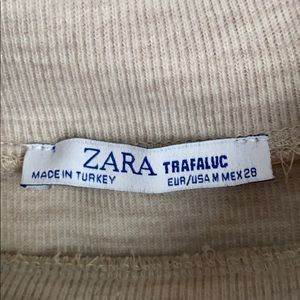 ZARA TRAFALUC
MADE IN TURKEY EUR/USA M MEX 28